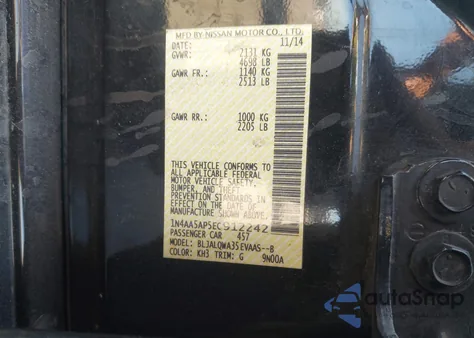 MFD BY NISSAN MOTOR CO., LTD.
DATE: 11/14
GVWR: 2131 KG
4698 LB
GAWR FR.: 1140 KG
2513 LB
GAWR RR.: 1000 KG
2205 LB
THIS VEHICLE CONFORMS TO
ALL APPLICABLE FEDERAL
MOTOR VEHICLE SAFETY,
BUMPER, AND THEFT
PREVENTION STANDARDS IN
EFFECT ON THE DATE OF
MANUFACTURE SHOWN ABOVE.
1N4AA5AP5EC512242
PASSENGER CAR 457
MODEL: BLJALQWA35EVAAS--B
COLOR: KH3 TRIM: G 9N00A
autoSnap